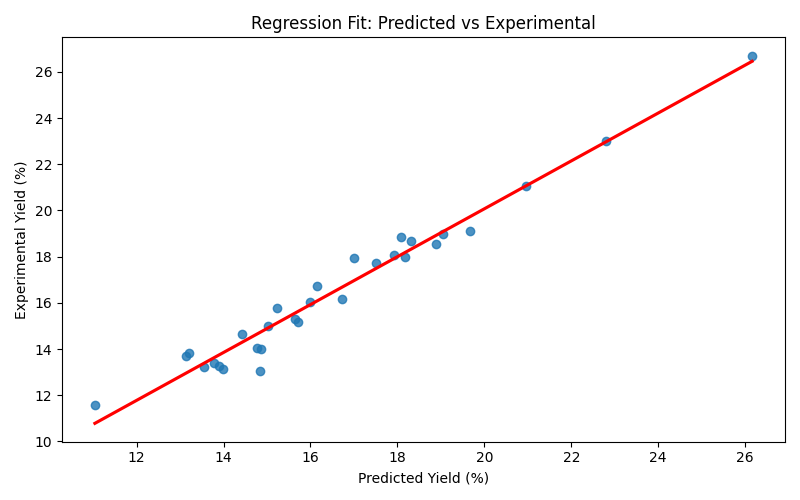 Regression Fit: Predicted vs Experimental
Experimental Yield (%)
26
24
22
20
18
16
14
12
10
12 14 16 18 20 22 24 26
Predicted Yield (%)